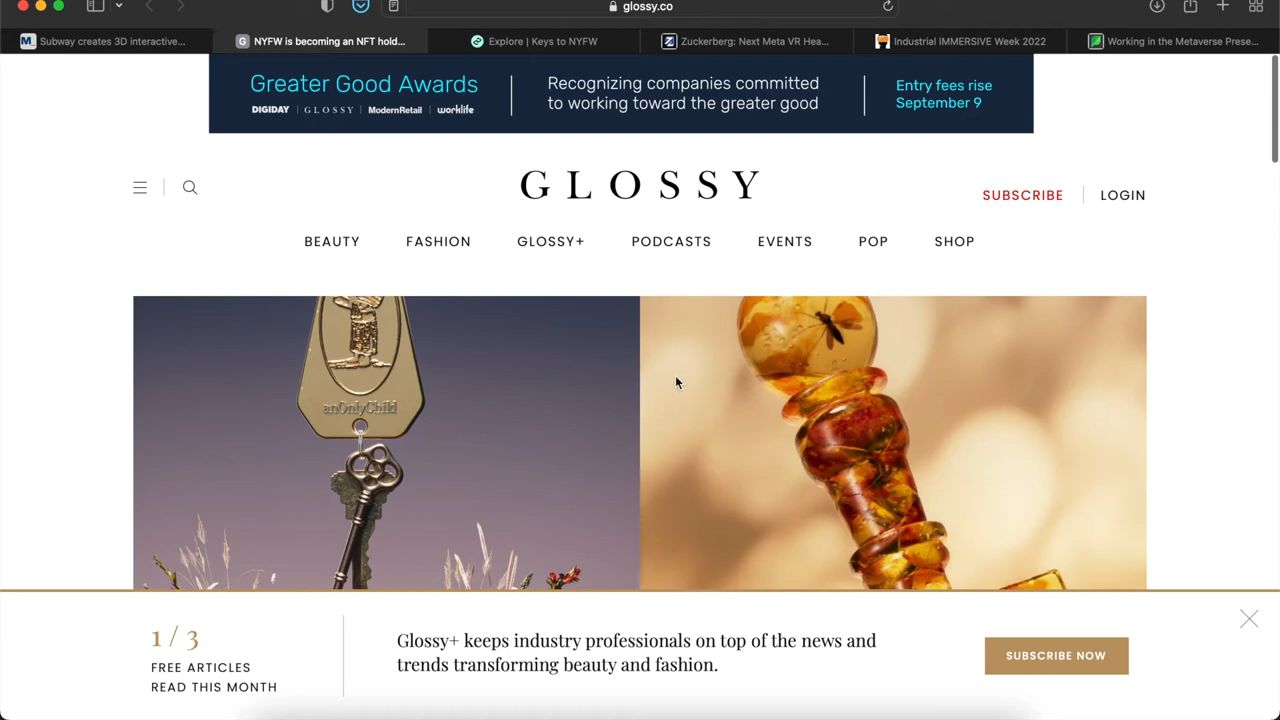 glossy.co
Subway creates 3D interactive...
NYFW is becoming an NFT hold...
Explore | Keys to NYFW
Zuckerberg: Next Meta VR Hea...
Industrial IMMERSIVE Week 2022
Working in the Metaverse Prese...
Greater Good Awards
DIGIDAY | GLOSSY | ModernRetail | worklife
Recognizing companies committed
to working toward the greater good
Entry fees rise
September 9
GLOSSY
SUBSCRIBE
LOGIN
BEAUTY FASHION GLOSSY+ PODCASTS EVENTS POP SHOP
anOnlyChild
1 / 3
FREE ARTICLES
READ THIS MONTH
Glossy+ keeps industry professionals on top of the news and
trends transforming beauty and fashion.
SUBSCRIBE NOW